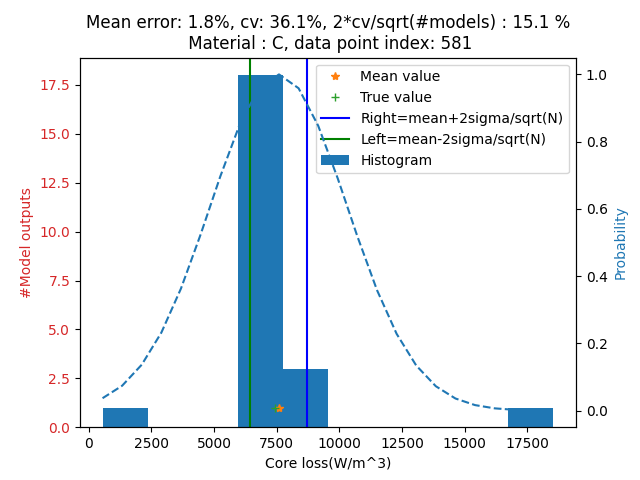 Mean error: 1.8%, cv: 36.1%, 2*cv/sqrt(#models) : 15.1 %
Material : C, data point index: 581
Mean value
True value
Right=mean+2sigma/sqrt(N)
Left=mean-2sigma/sqrt(N)
Histogram
#Model outputs
17.5
15.0
12.5
10.0
7.5
5.0
2.5
0.0
Probability
1.0
0.8
0.6
0.4
0.2
0.0
0 2500 5000 7500 10000 12500 15000 17500
Core loss(W/m^3)